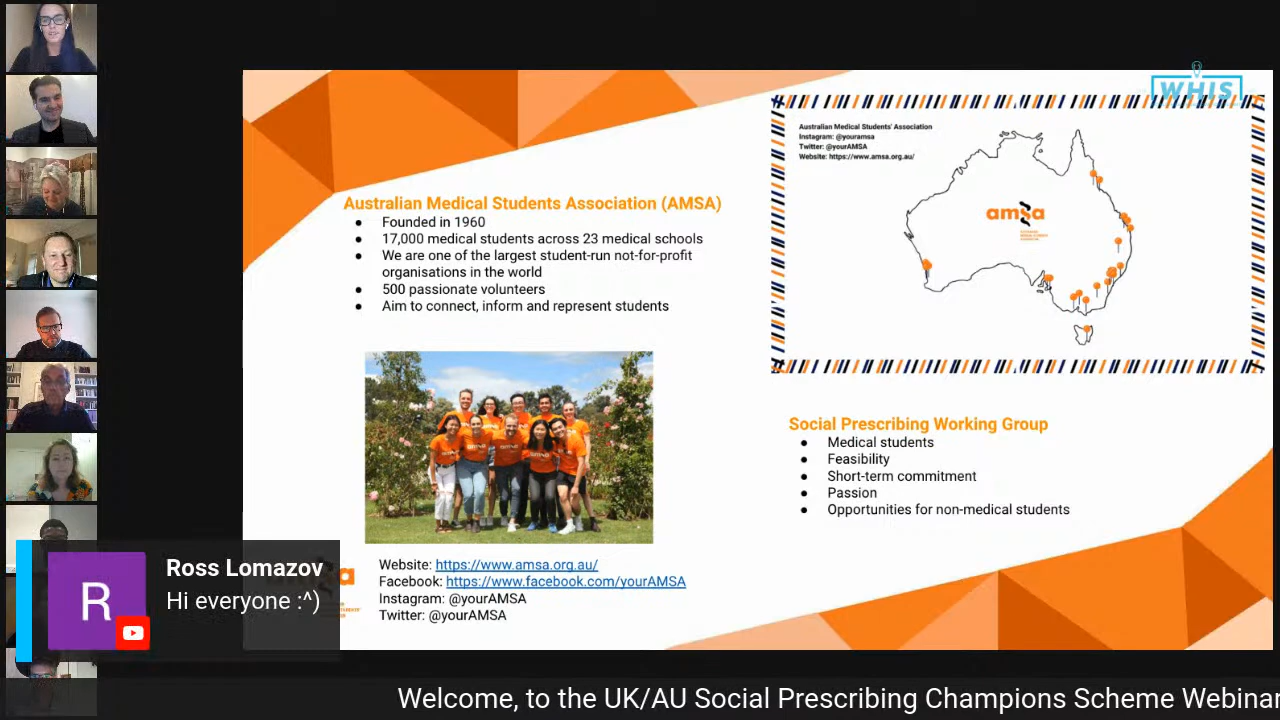 WHIS
Australian Medical Students' Association
Instagram: @youramsa
Twitter: @yourAMSA
Website: https://www.amsa.org.au/
amsa
Australian Medical Students Association (AMSA)
● Founded in 1960
● 17,000 medical students across 23 medical schools
● We are one of the largest student-run not-for-profit
organisations in the world
● 500 passionate volunteers
● Aim to connect, inform and represent students
Social Prescribing Working Group
● Medical students
● Feasibility
● Short-term commitment
● Passion
● Opportunities for non-medical students
Website: https://www.amsa.org.au/
Facebook: https://www.facebook.com/yourAMSA
Instagram: @yourAMSA
Twitter: @yourAMSA
R
Ross Lomazov
Hi everyone :^)
Welcome, to the UK/AU Social Prescribing Champions Scheme Webinar